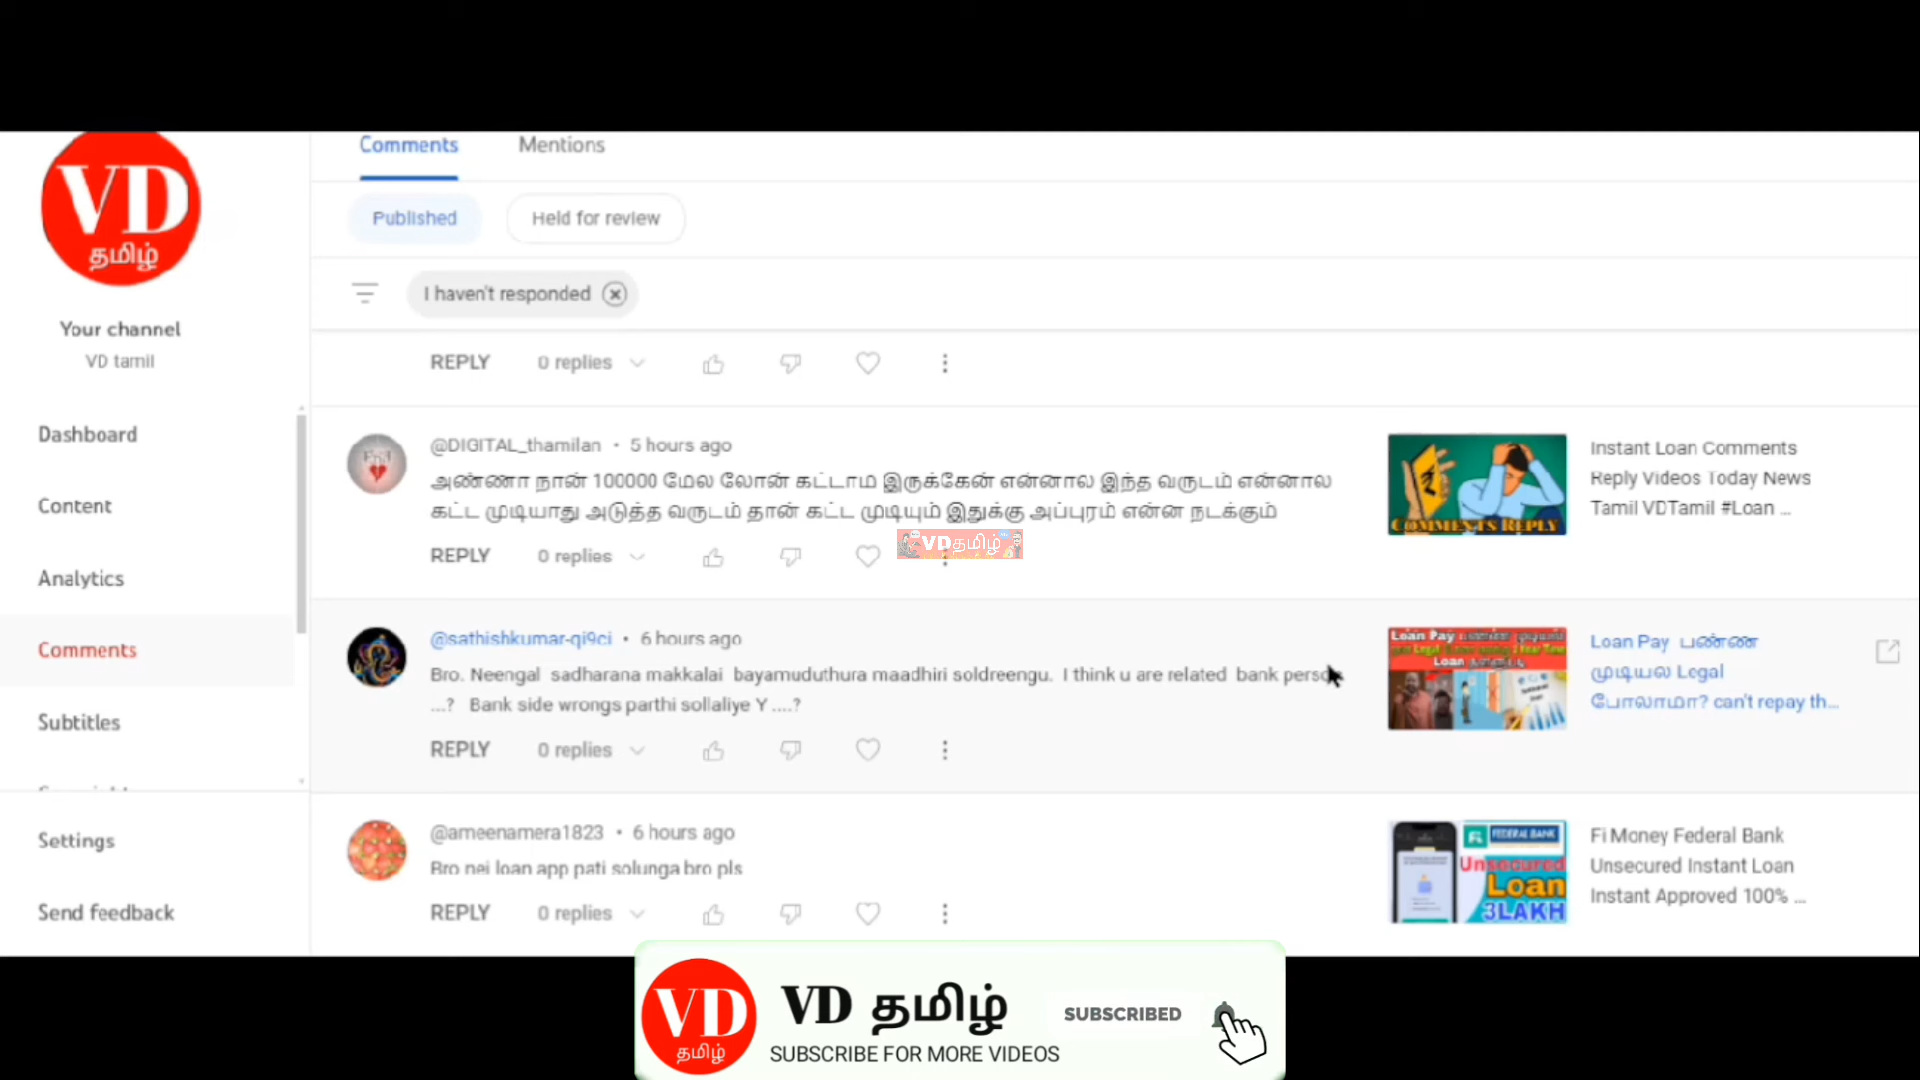 Comments
Mentions
VD
தமிழ்
Published
Held for review
I haven't responded
Your channel
VD tamil
REPLY 0 replies
Dashboard
Content
Analytics
Comments
Subtitles
Settings
Send feedback
@DIGITAL_thamilan • 5 hours ago
அண்ணா நான் 100000 மேல லோன் கட்டாம இருக்கேன் என்னால இந்த வருடம் என்னால
கட்ட முடியாது அடுத்த வருடம் தான் கட்ட முடியும் இதுக்கு அப்புரம் என்ன நடக்கும்
VD தமிழ்
REPLY 0 replies
COMMENTS REPLY
Instant Loan Comments
Reply Videos Today News
Tamil VDTamil #Loan ...
@sathishkumar-qi9ci • 6 hours ago
Bro. Neengal sadharana makkalai bayamuduthura maadhiri soldreengu. I think u are related bank
...? Bank side wrongs parthi sollaliye Y ....?
REPLY 0 replies
Loan Pay
Loan
Loan Pay பண்ண
முடியல Legal
போலாமா? can't repay th...
@ameenamera1823 • 6 hours ago
Bro nei loan app pati solunga bro pls
REPLY 0 replies
Fi FEDERAL BANK
Unsecured
Loan
3LAKH
Fi Money Federal Bank
Unsecured Instant Loan
Instant Approved 100% ...
VD
தமிழ்
VD தமிழ்
SUBSCRIBED
SUBSCRIBE FOR MORE VIDEOS